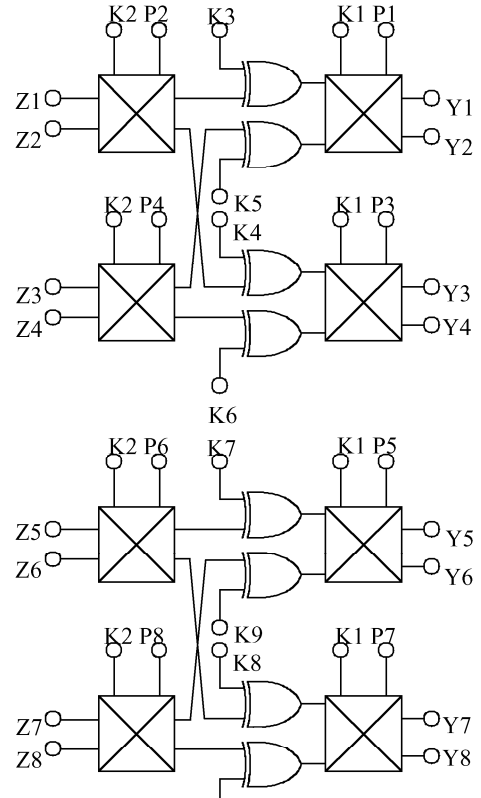 K2 P2 K3 K1 P1
Z1 Y1
Z2 Y2
K2 P4 K5 K1 P3
K4
Z3 Y3
Z4 Y4
K6
K2 P6 K7 K1 P5
Z5 Y5
Z6 Y6
K2 P8 K9 K1 P7
K8
Z7 Y7
Z8 Y8